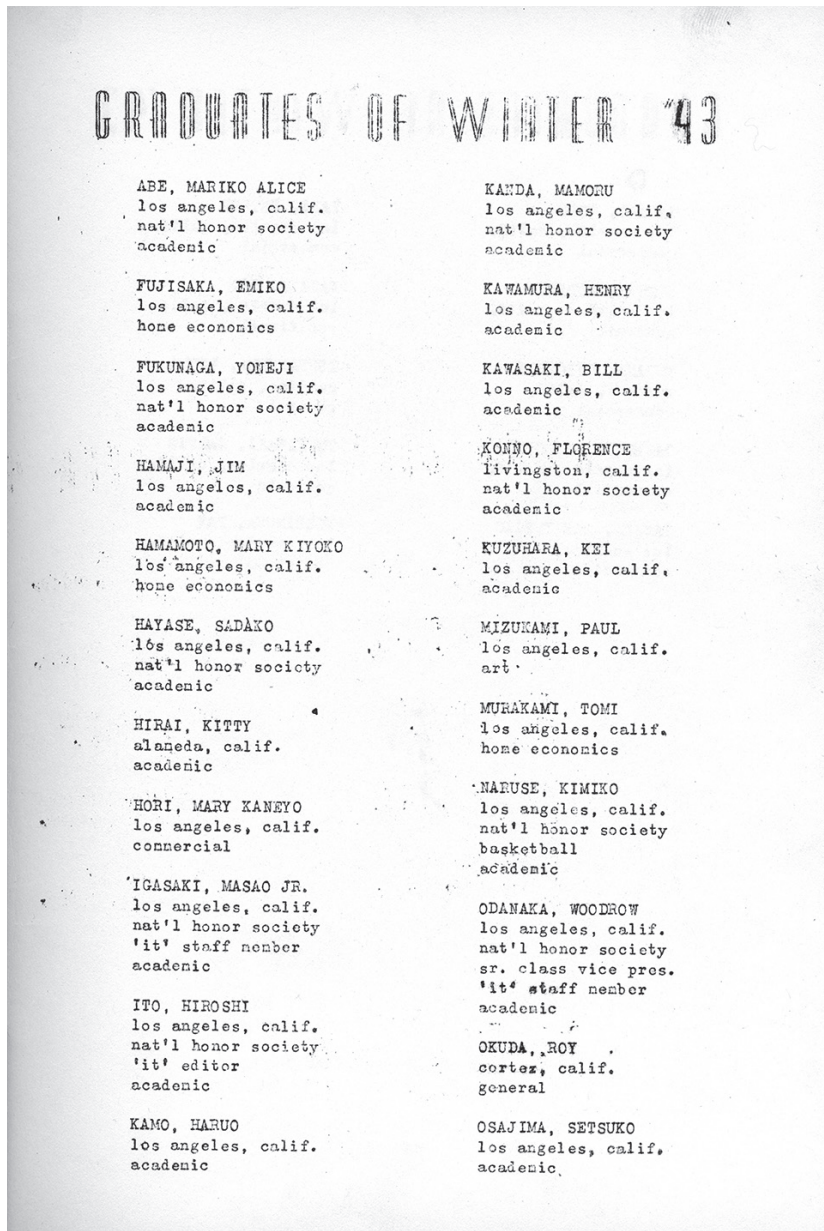 GRADUATES OF WINTER '43
ABE, MARIKO ALICE
los angeles, calif.
nat'l honor society
academic
FUJISAKA, EMIKO
los angeles, calif.
home economics
FUKUNAGA, YONEJI
los angeles, calif.
nat'l honor society
academic
HAMAJI, JIM
los angeles, calif.
academic
HAMAMOTO, MARY KIYOKO
los angeles, calif.
home economics
HAYASE, SADAKO
los angeles, calif.
nat'l honor society
academic
HIRAI, KITTY
alameda, calif.
academic
HORI, MARY KANEYO
los angeles, calif.
commercial
IGASAKI, MASAO JR.
los angeles, calif.
nat'l honor society
'it' staff member
academic
ITO, HIROSHI
los angeles, calif.
nat'l honor society
'it' editor
academic
KAMO, HARUO
los angeles, calif.
academic
KANDA, MAMORU
los angeles, calif.
nat'l honor society
academic
KAWAMURA, HENRY
los angeles, calif.
academic
KAWASAKI, BILL
los angeles, calif.
academic
KONNO, FLORENCE
livingston, calif.
nat'l honor society
academic
KUZUHARA, KEI
los angeles, calif.
academic
MIZUKAMI, PAUL
los angeles, calif.
art
MURAKAMI, TOMI
los angeles, calif.
home economics
NARUSE, KIMIKO
los angeles, calif.
nat'l honor society
basketball
academic
ODANAKA, WOODROW
los angeles, calif.
nat'l honor society
sr. class vice pres.
'it' staff member
academic
OKUDA, ROY
cortez, calif.
general
OSAJIMA, SETSUKO
los angeles, calif.
academic